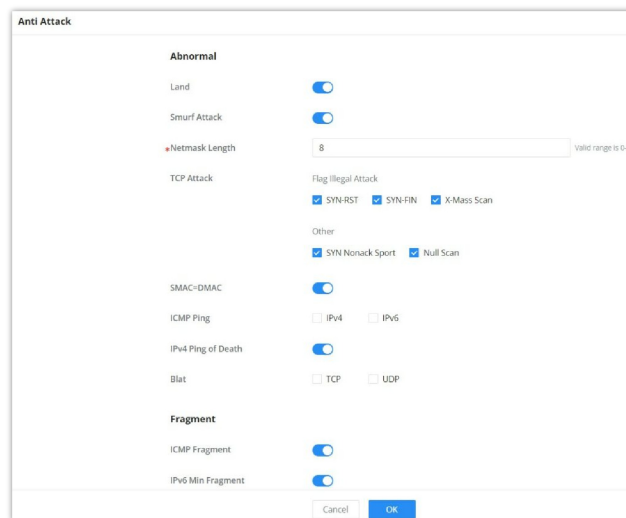 Anti Attack
Abnormal
Land
Smurf Attack
*Netmask Length 8 Valid range is 0-
TCP Attack Flag Illegal Attack
SYN-RST SYN-FIN X-Mass Scan
Other
SYN Nonack Sport Null Scan
SMAC=DMAC
ICMP Ping IPv4 IPv6
IPv4 Ping of Death
Blat TCP UDP
Fragment
ICMP Fragment
IPv6 Min Fragment
Cancel OK